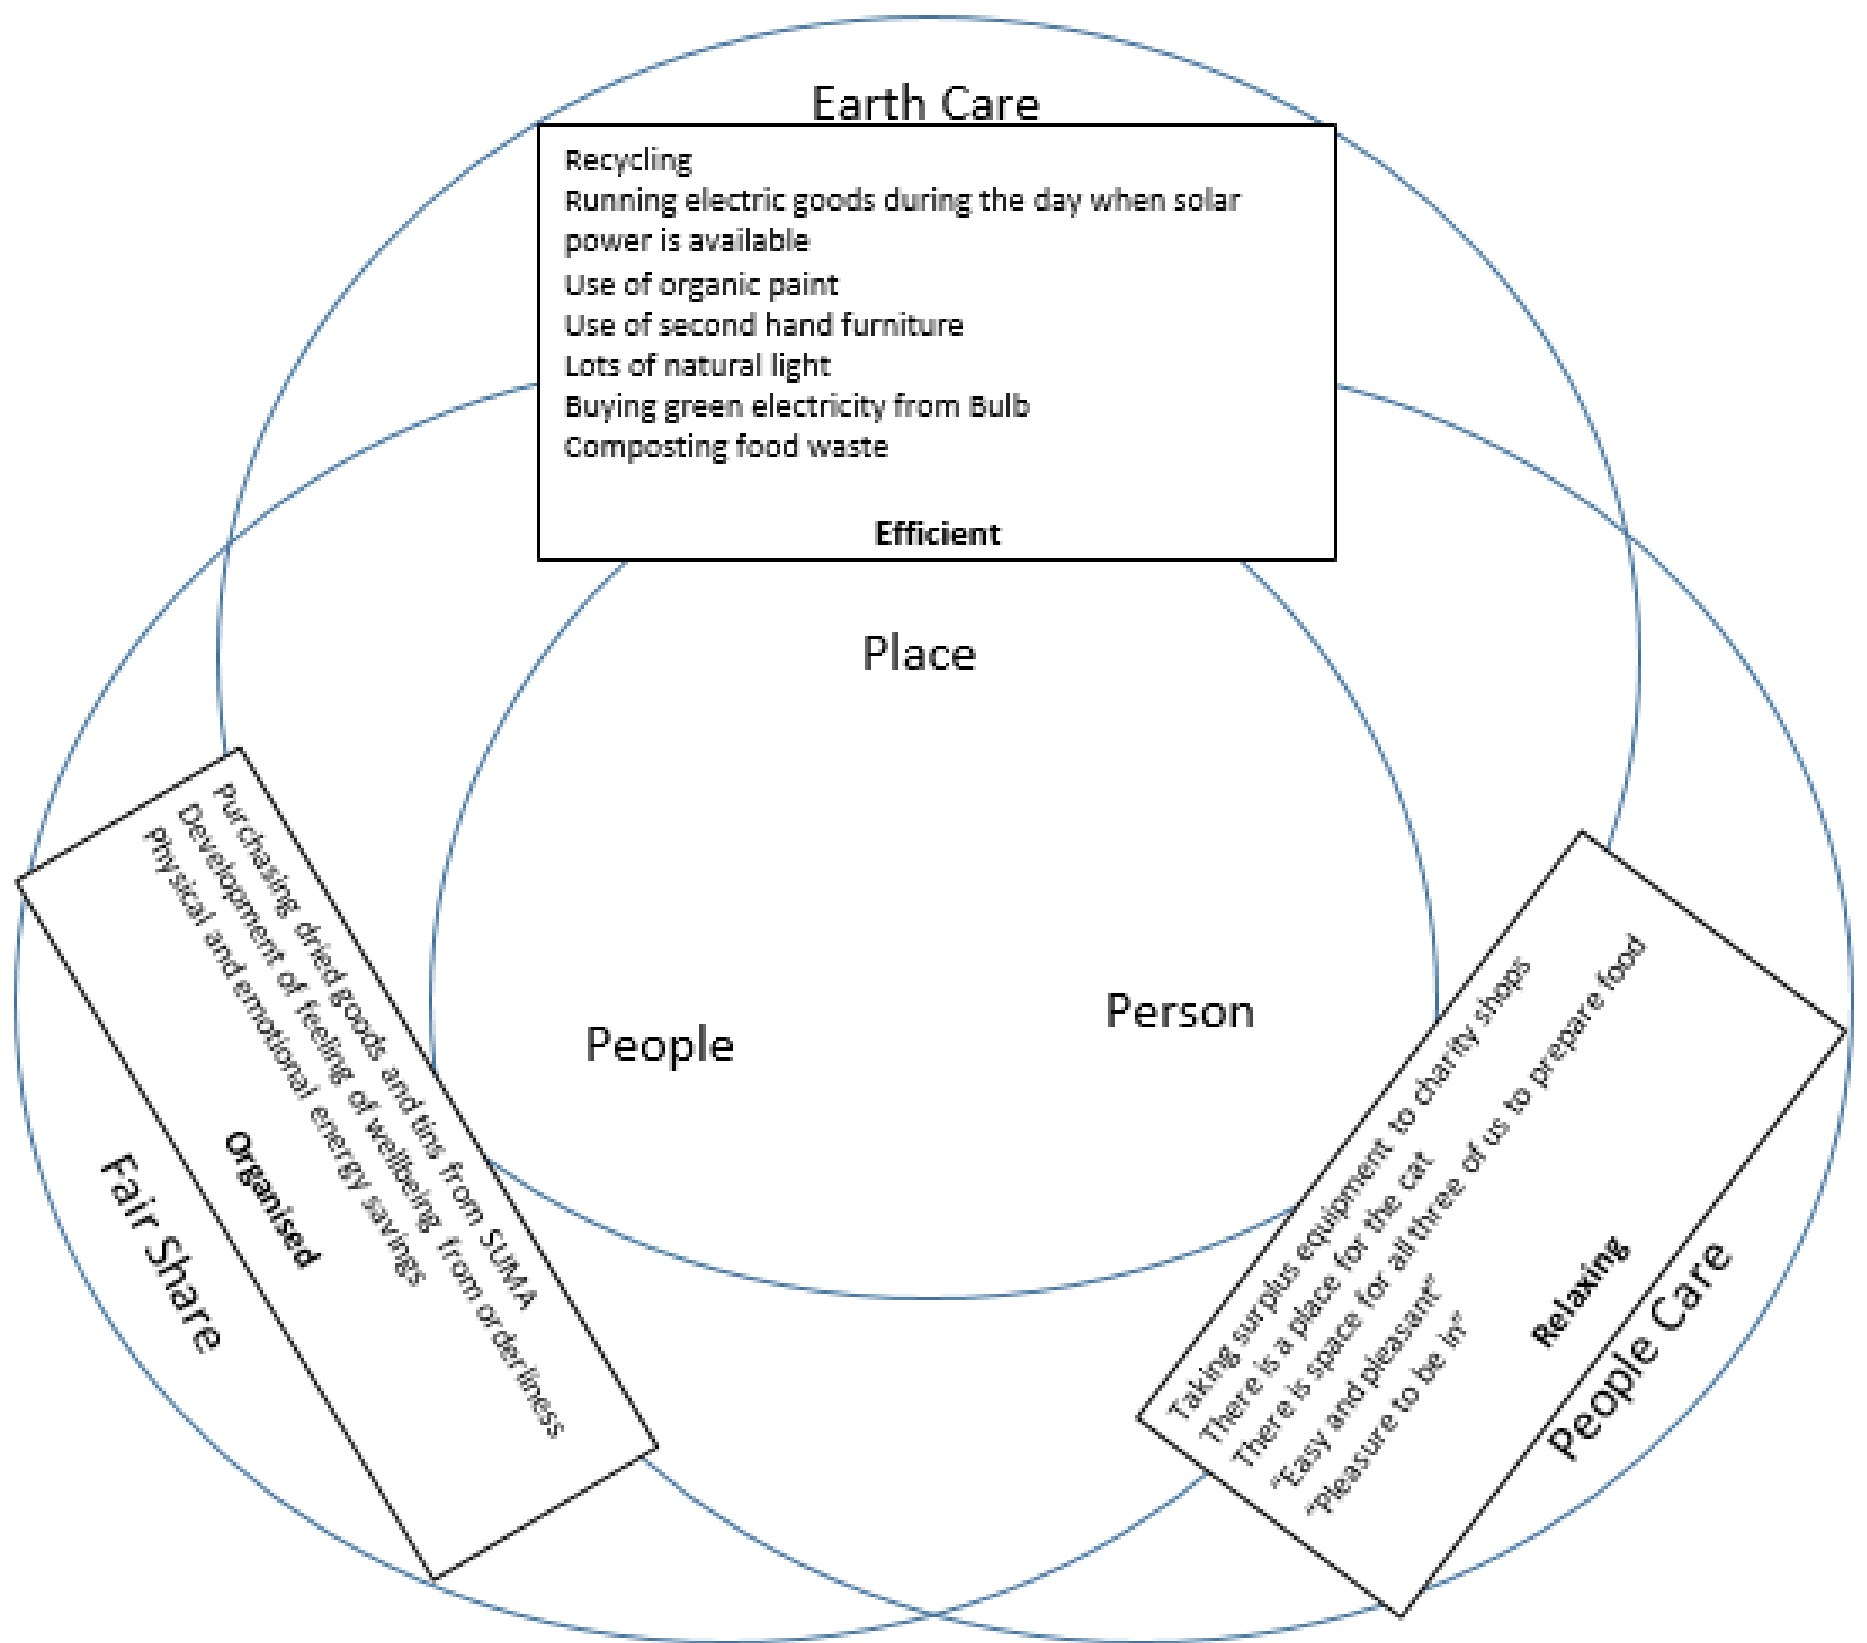 Earth Care
Recycling
Running electric goods during the day when solar
power is available
Use of organic paint
Use of second hand furniture
Lots of natural light
Buying green electricity from Bulb
Composting food waste
Efficient
Place
People
Person
Purchasing dried goods and tins from SUMA
Development of feeling of wellbeing from orderliness
Physical and emotional energy savings
Organised
Fair Share
Taking surplus equipment to charity shops
There is a place for the cat
There is space for all three of us to prepare food
“Easy and pleasant”
“Pleasure to be in”
Relaxing
People Care